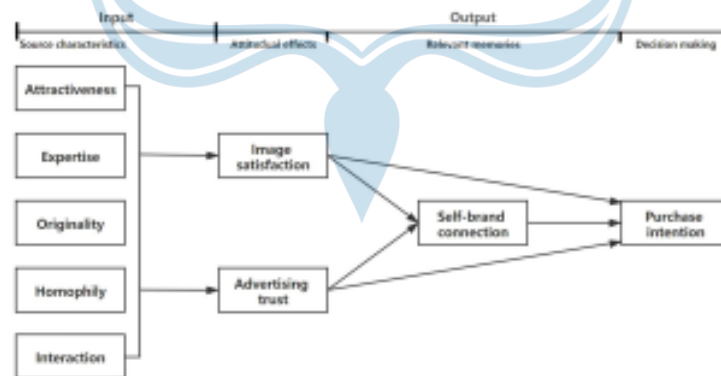 Input
Output
Source characteristics
Attitudual effects
Relevant memories
Decision making
Attractiveness
Expertise
Originality
Homophily
Interaction
Image
satisfaction
Advertising
trust
Self-brand
connection
Purchase
intention